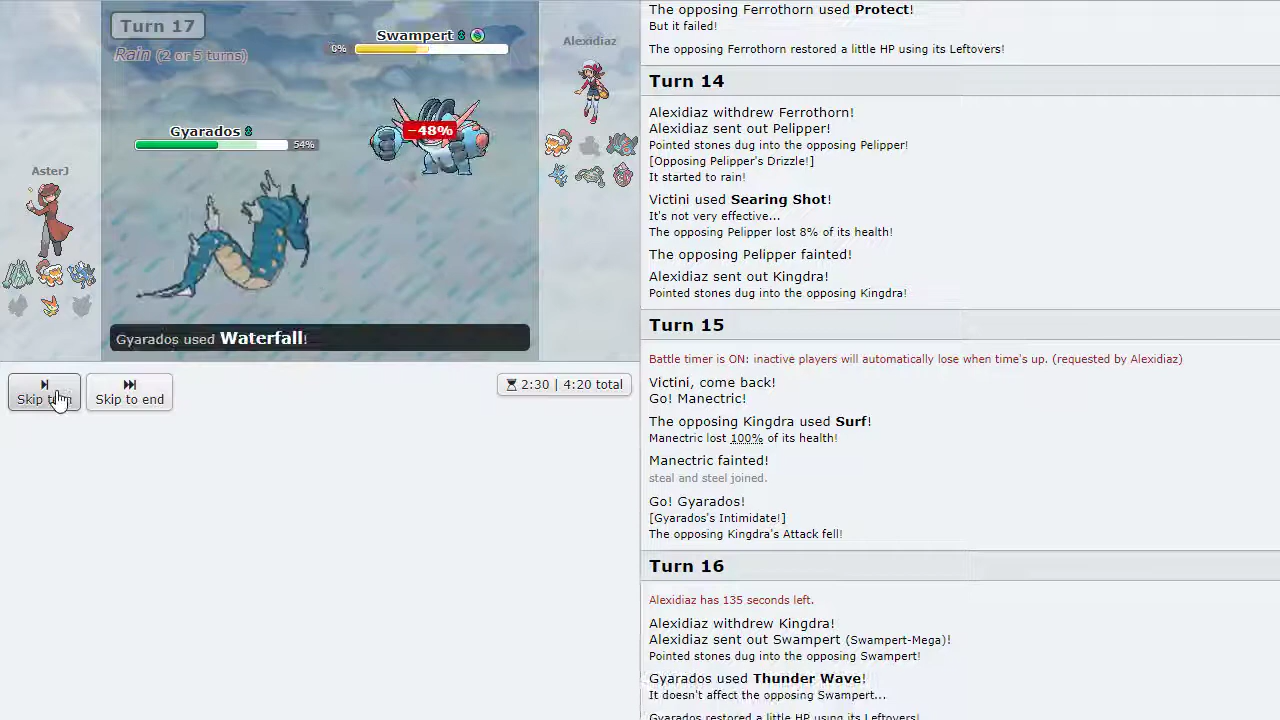 Turn 17
Rain (2 or 5 turns)
Swampert
0%
Alexidiaz
-48%
Gyarados
54%
AsterJ
Gyarados used Waterfall!
Skip to end
2:30 | 4:20 total
The opposing Ferrothorn used Protect!
But it failed!
The opposing Ferrothorn restored a little HP using its Leftovers!
Turn 14
Alexidiaz withdrew Ferrothorn!
Alexidiaz sent out Pelipper!
Pointed stones dug into the opposing Pelipper!
[Opposing Pelipper's Drizzle!]
It started to rain!
Victini used Searing Shot!
It's not very effective...
The opposing Pelipper lost 8% of its health!
The opposing Pelipper fainted!
Alexidiaz sent out Kingdra!
Pointed stones dug into the opposing Kingdra!
Turn 15
Battle timer is ON: inactive players will automatically lose when time's up. (requested by Alexidiaz)
Victini, come back!
Go! Manectric!
The opposing Kingdra used Surf!
Manectric lost 100% of its health!
Manectric fainted!
steal and steel joined.
Go! Gyarados!
[Gyarados's Intimidate!]
The opposing Kingdra's Attack fell!
Turn 16
Alexidiaz has 135 seconds left.
Alexidiaz withdrew Kingdra!
Alexidiaz sent out Swampert (Swampert-Mega)!
Pointed stones dug into the opposing Swampert!
Gyarados used Thunder Wave!
It doesn't affect the opposing Swampert...
Gyarados restored a little HP using its Leftovers!